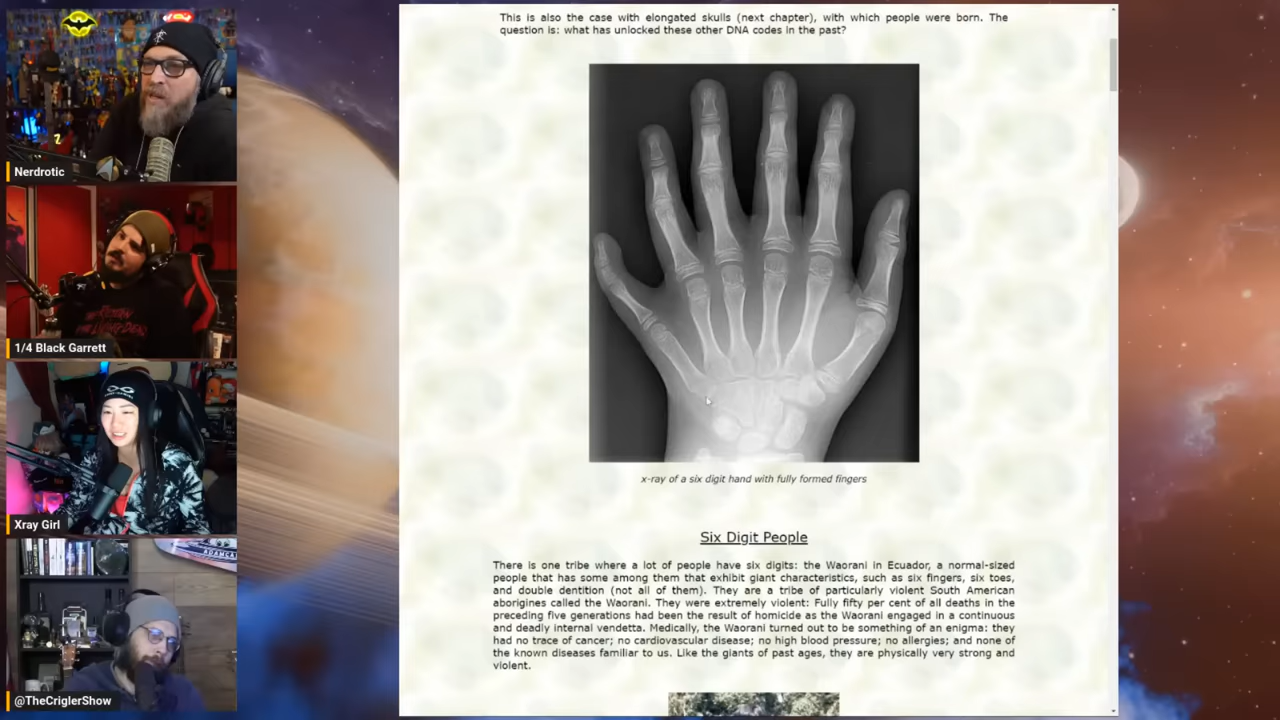 This is also the case with elongated skulls (next chapter), with which people were born. The
question is: what has unlocked these other DNA codes in the past?
Nerdrotic
1/4 Black Garrett
Xray Girl
@TheCriglerShow
x-ray of a six digit hand with fully formed fingers
Six Digit People
There is one tribe where a lot of people have six digits: the Waorani in Ecuador, a normal-sized
people that has some among them that exhibit giant characteristics, such as six fingers, six toes,
and double dentition (not all of them). They are a tribe of particularly violent South American
aborigines called the Waorani. They were extremely violent: Fully fifty per cent of all deaths in the
preceding five generations had been the result of homicide as the Waorani engaged in a continuous
and deadly internal vendetta. Medically, the Waorani turned out to be something of an enigma: they
had no trace of cancer; no cardiovascular disease; no high blood pressure; no allergies; and none of
the known diseases familiar to us. Like the giants of past ages, they are physically very strong and
violent.